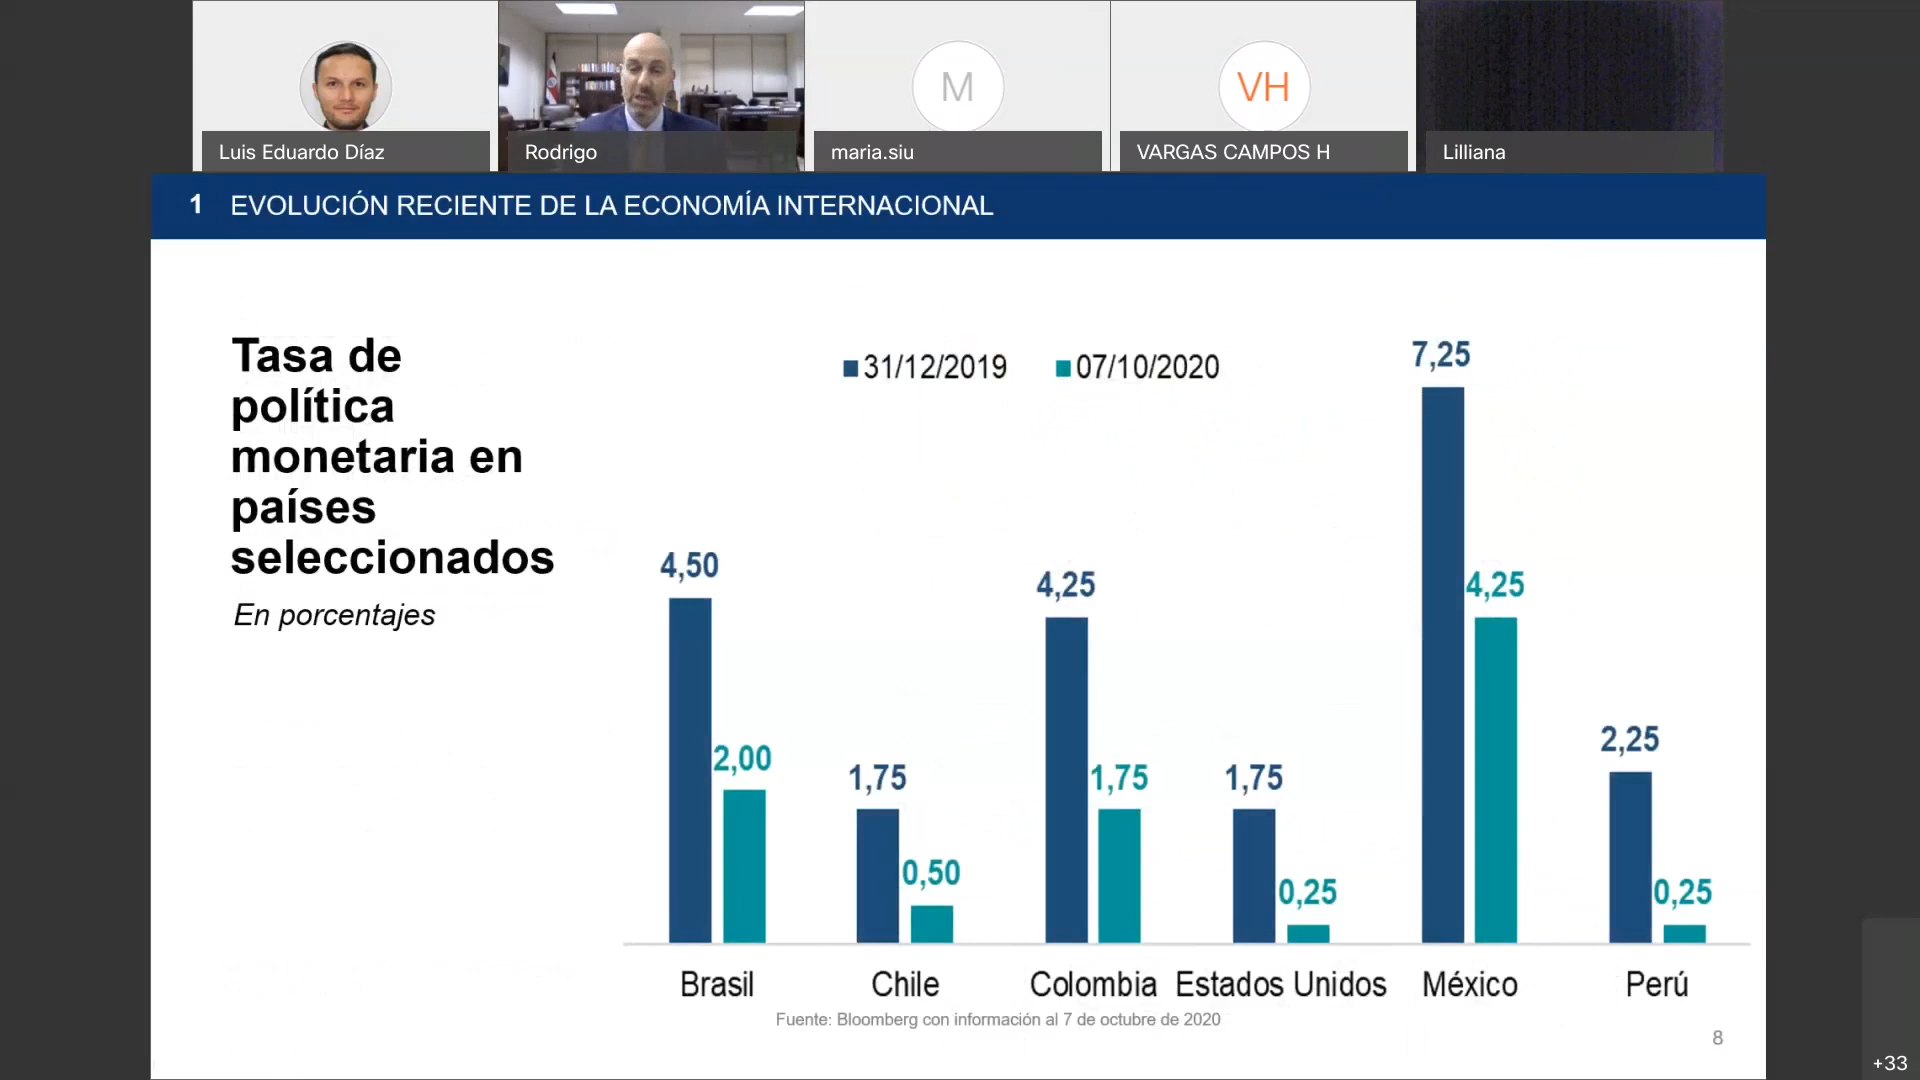 Luis Eduardo Díaz
Rodrigo
M
maria.siu
VH
VARGAS CAMPOS H
Lilliana
1 EVOLUCIÓN RECIENTE DE LA ECONOMÍA INTERNACIONAL
Tasa de
política
monetaria en
países
seleccionados
En porcentajes
31/12/2019 07/10/2020
4,50
2,00
1,75
0,50
4,25
1,75
1,75
0,25
7,25
4,25
2,25
0,25
Brasil Chile Colombia Estados Unidos México Perú
Fuente: Bloomberg con información al 7 de octubre de 2020
8
+33